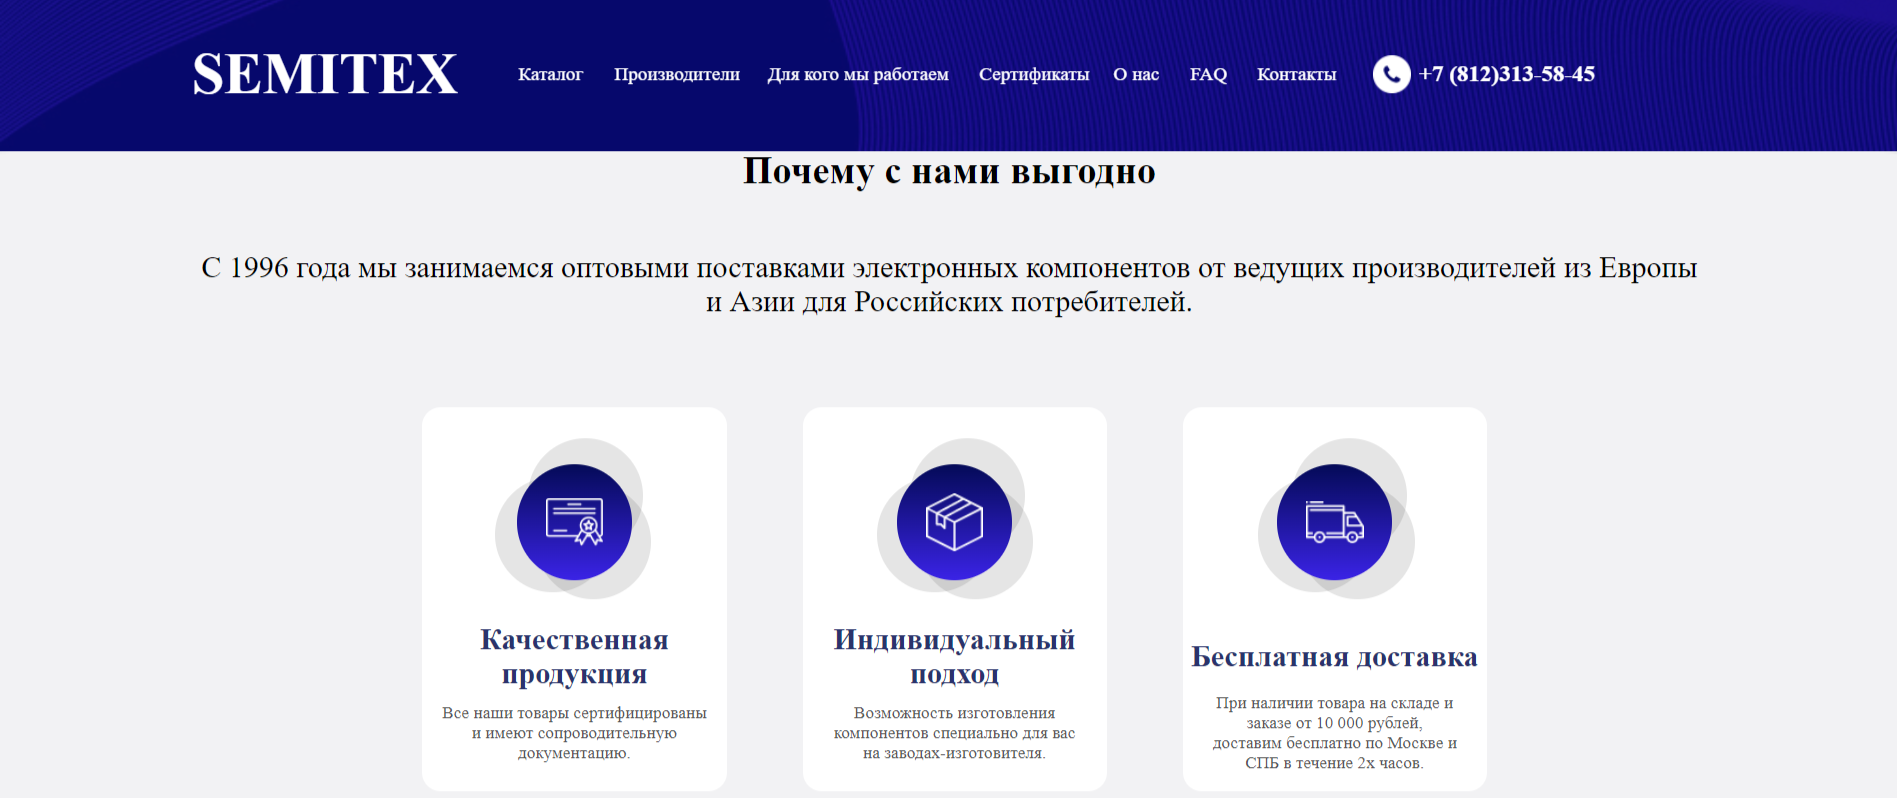 SEMITEX
Каталог Производители Для кого мы работаем Сертификаты О нас FAQ Контакты +7 (812)313-58-45
Почему с нами выгодно
С 1996 года мы занимаемся оптовыми поставками электронных компонентов от ведущих производителей из Европы
и Азии для Российских потребителей.
Качественная
продукция
Все наши товары сертифицированы
и имеют сопроводительную
документацию.
Индивидуальный
подход
Возможность изготовления
компонентов специально для вас
на заводах-изготовителя.
Бесплатная доставка
При наличии товара на складе и
заказе от 10 000 рублей,
доставим бесплатно по Москве и
СПБ в течение 2х часов.